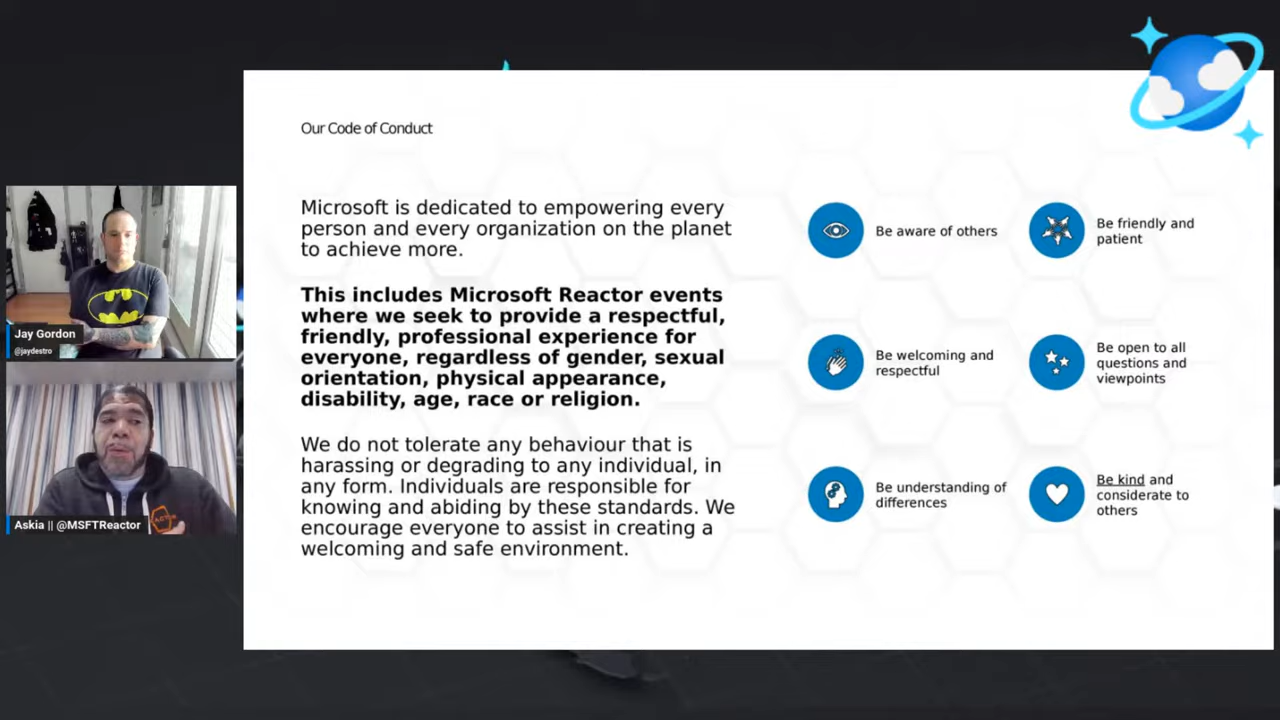 Our Code of Conduct
Microsoft is dedicated to empowering every
person and every organization on the planet
to achieve more.
This includes Microsoft Reactor events
where we seek to provide a respectful,
friendly, professional experience for
everyone, regardless of gender, sexual
orientation, physical appearance,
disability, age, race or religion.
We do not tolerate any behaviour that is
harassing or degrading to any individual, in
any form. Individuals are responsible for
knowing and abiding by these standards. We
encourage everyone to assist in creating a
welcoming and safe environment.
Be aware of others
Be friendly and
patient
Be welcoming and
respectful
Be open to all
questions and
viewpoints
Be understanding of
differences
Be kind and
considerate to
others
Jay Gordon
@jaydestro
Askia || @MSFTReactor